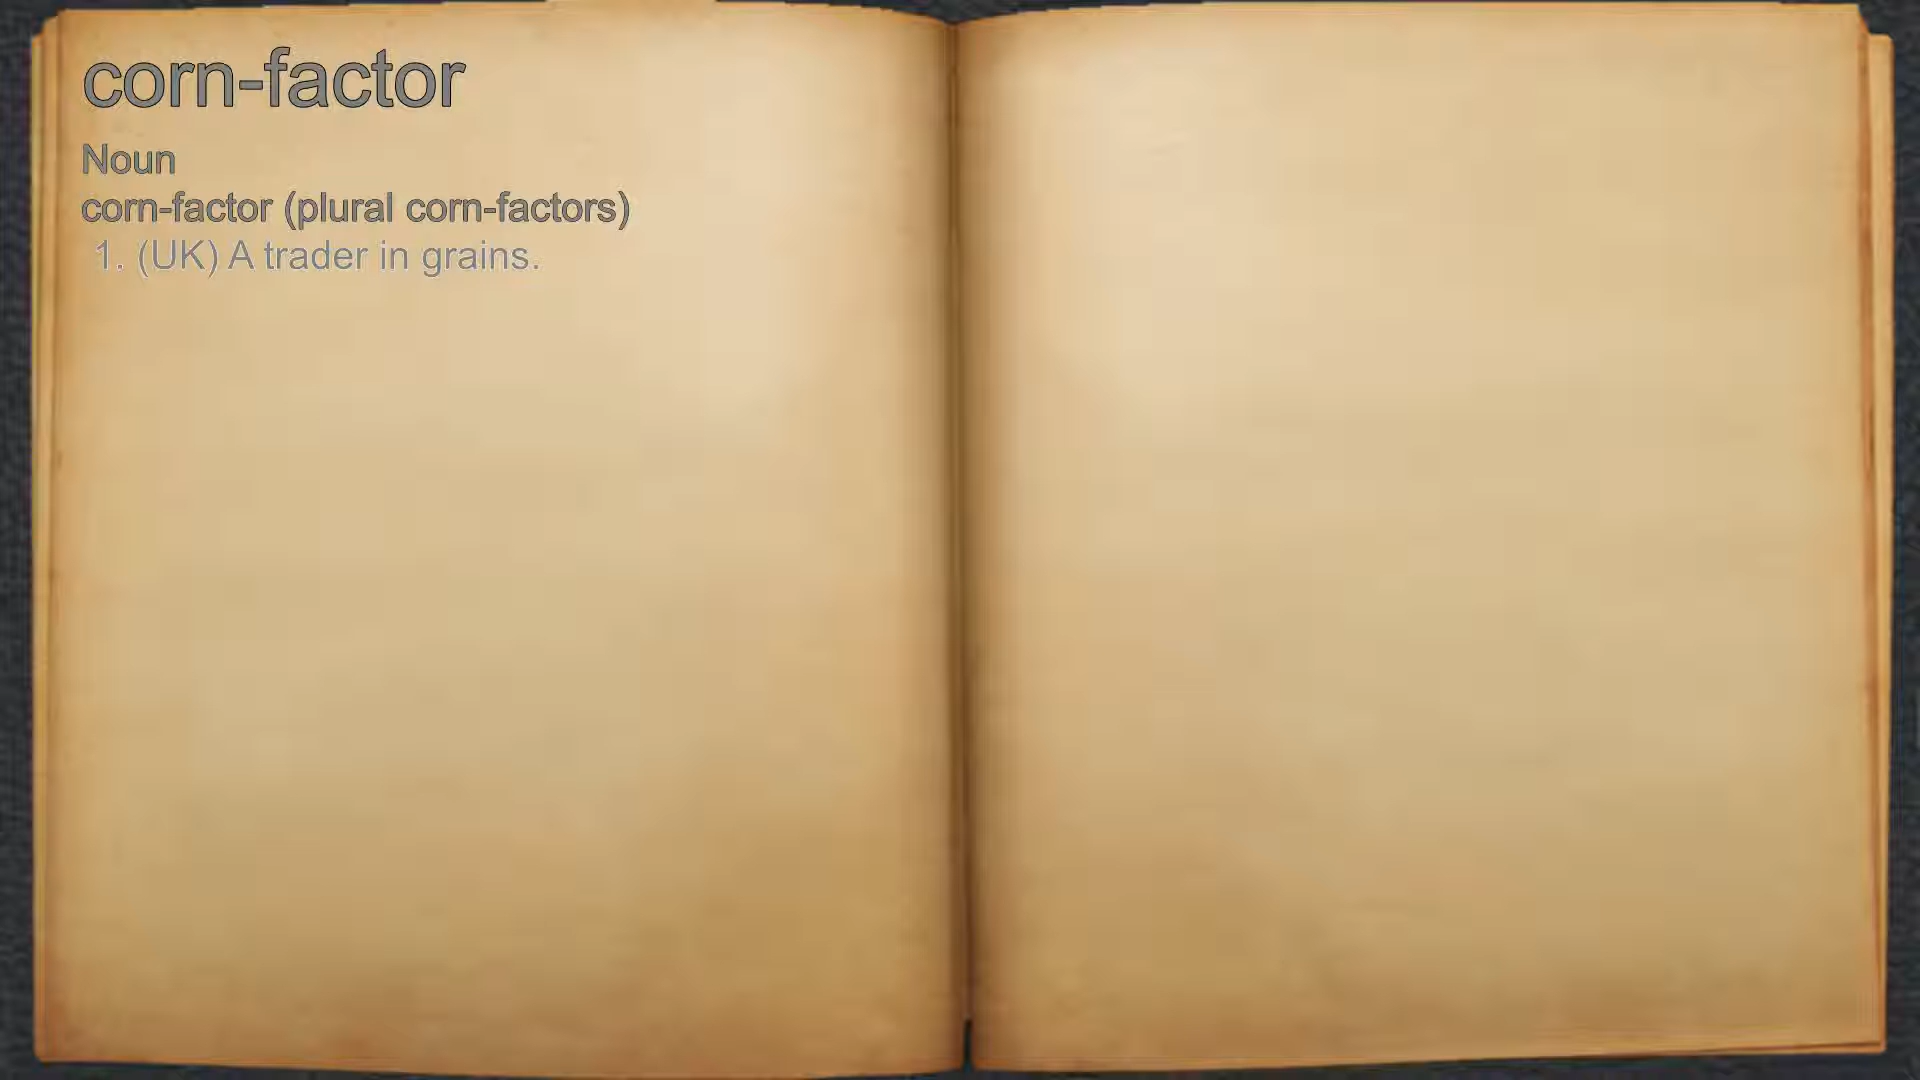 corn-factor
Noun
corn-factor (plural corn-factors)
1. (UK) A trader in grains.